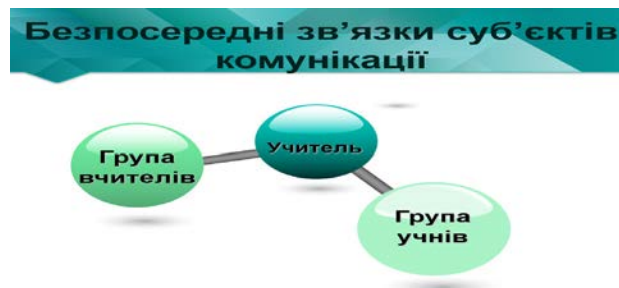 Безпосередні зв’язки суб’єктів
комунікації
Група
вчителів
Учитель
Група
учнів